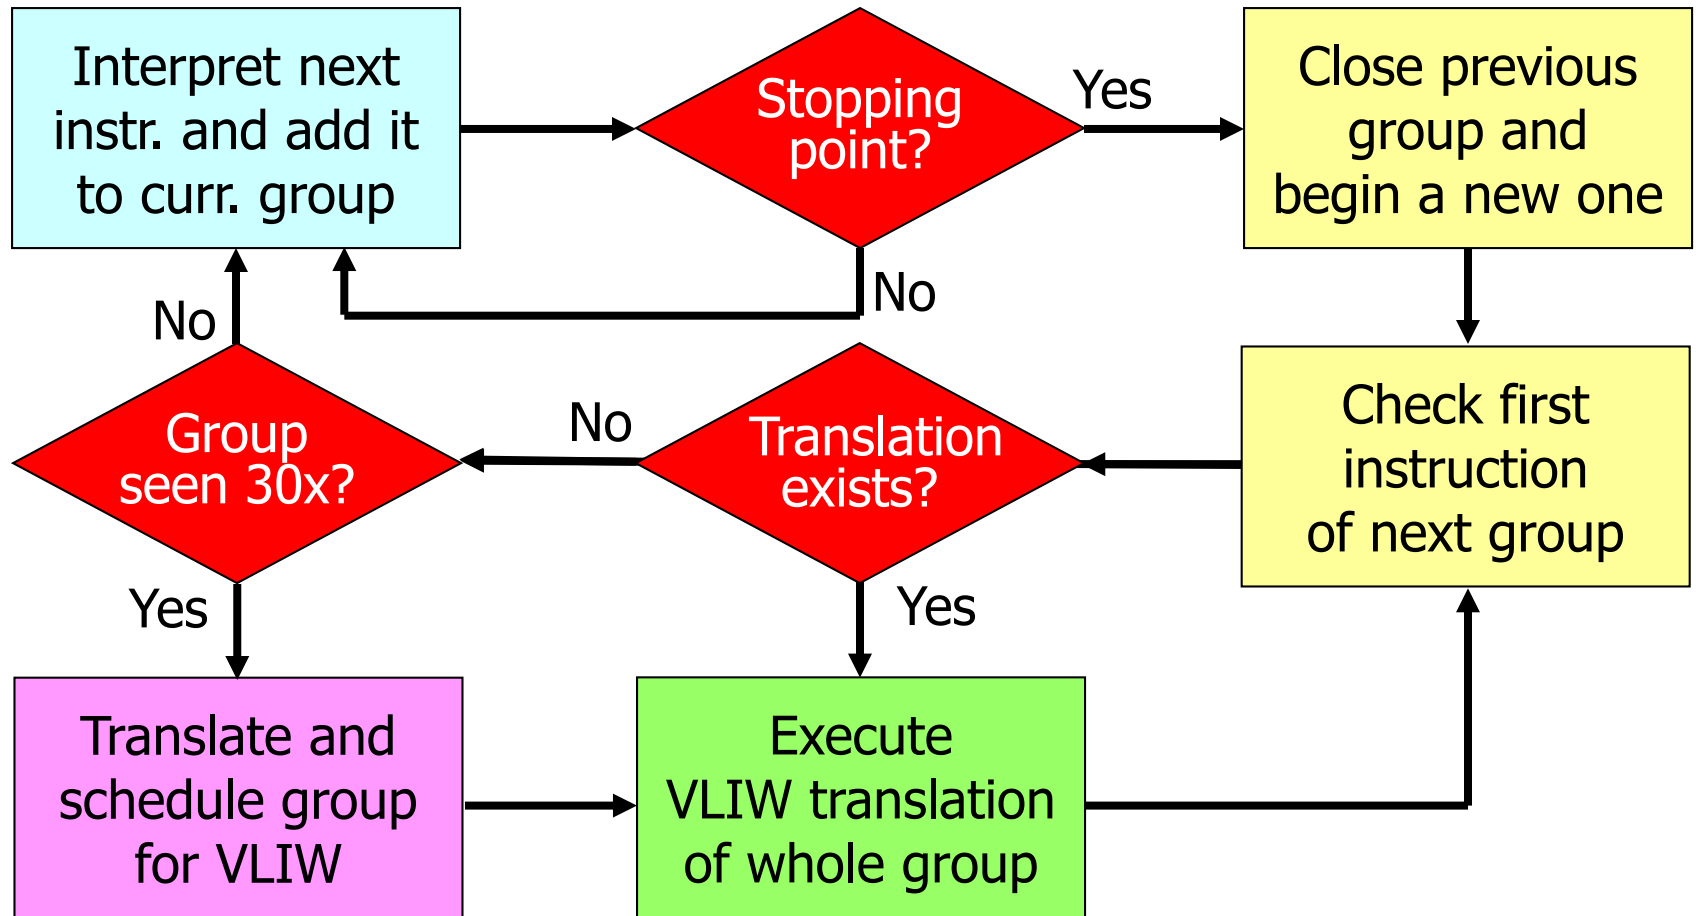 Interpret next
instr. and add it
to curr. group
Stopping
point?
Yes
Close previous
group and
begin a new one
No
No
Group
seen 30x?
No
Translation
exists?
Check first
instruction
of next group
Yes
Yes
Translate and
schedule group
for VLIW
Execute
VLIW translation
of whole group